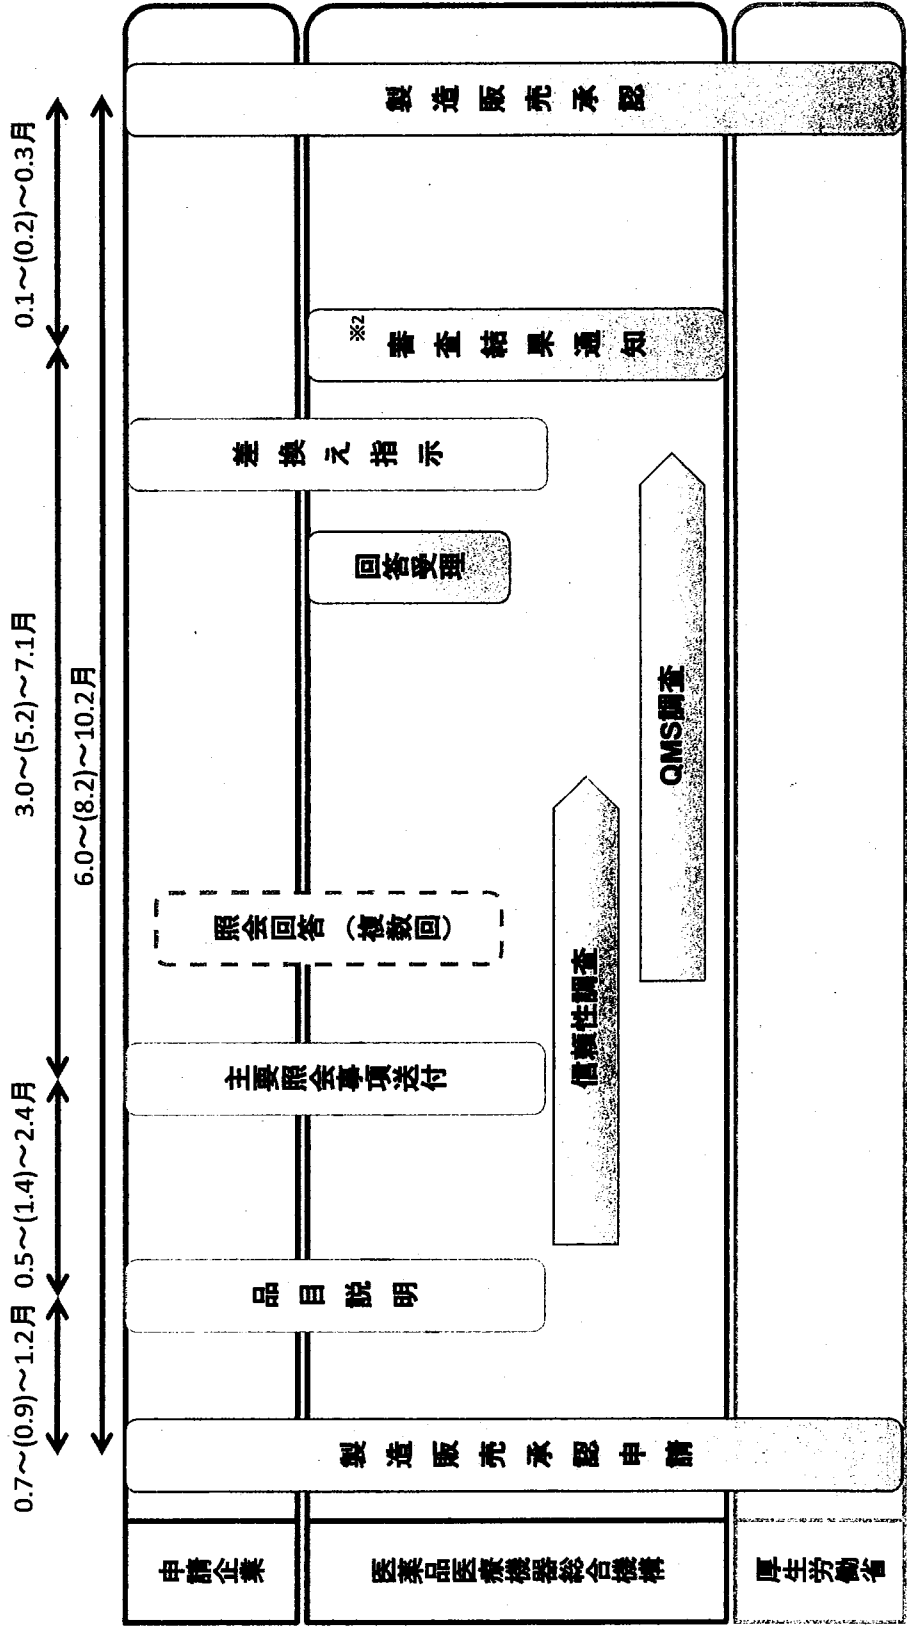 0.7～(0.9)～1.2月
0.5～(1.4)～2.4月
3.0～(5.2)～7.1月
0.1～(0.2)～0.3月
6.0～(8.2)～10.2月
申請企業
医薬品医療機器総合機構
厚生労働省
製造販売承認申請
品目説明
主要照会事項送付
照会回答（複数回）
信頼性調査
QMS調査
回答受理
差換え指示
※2
審査結果通知
製造販売承認